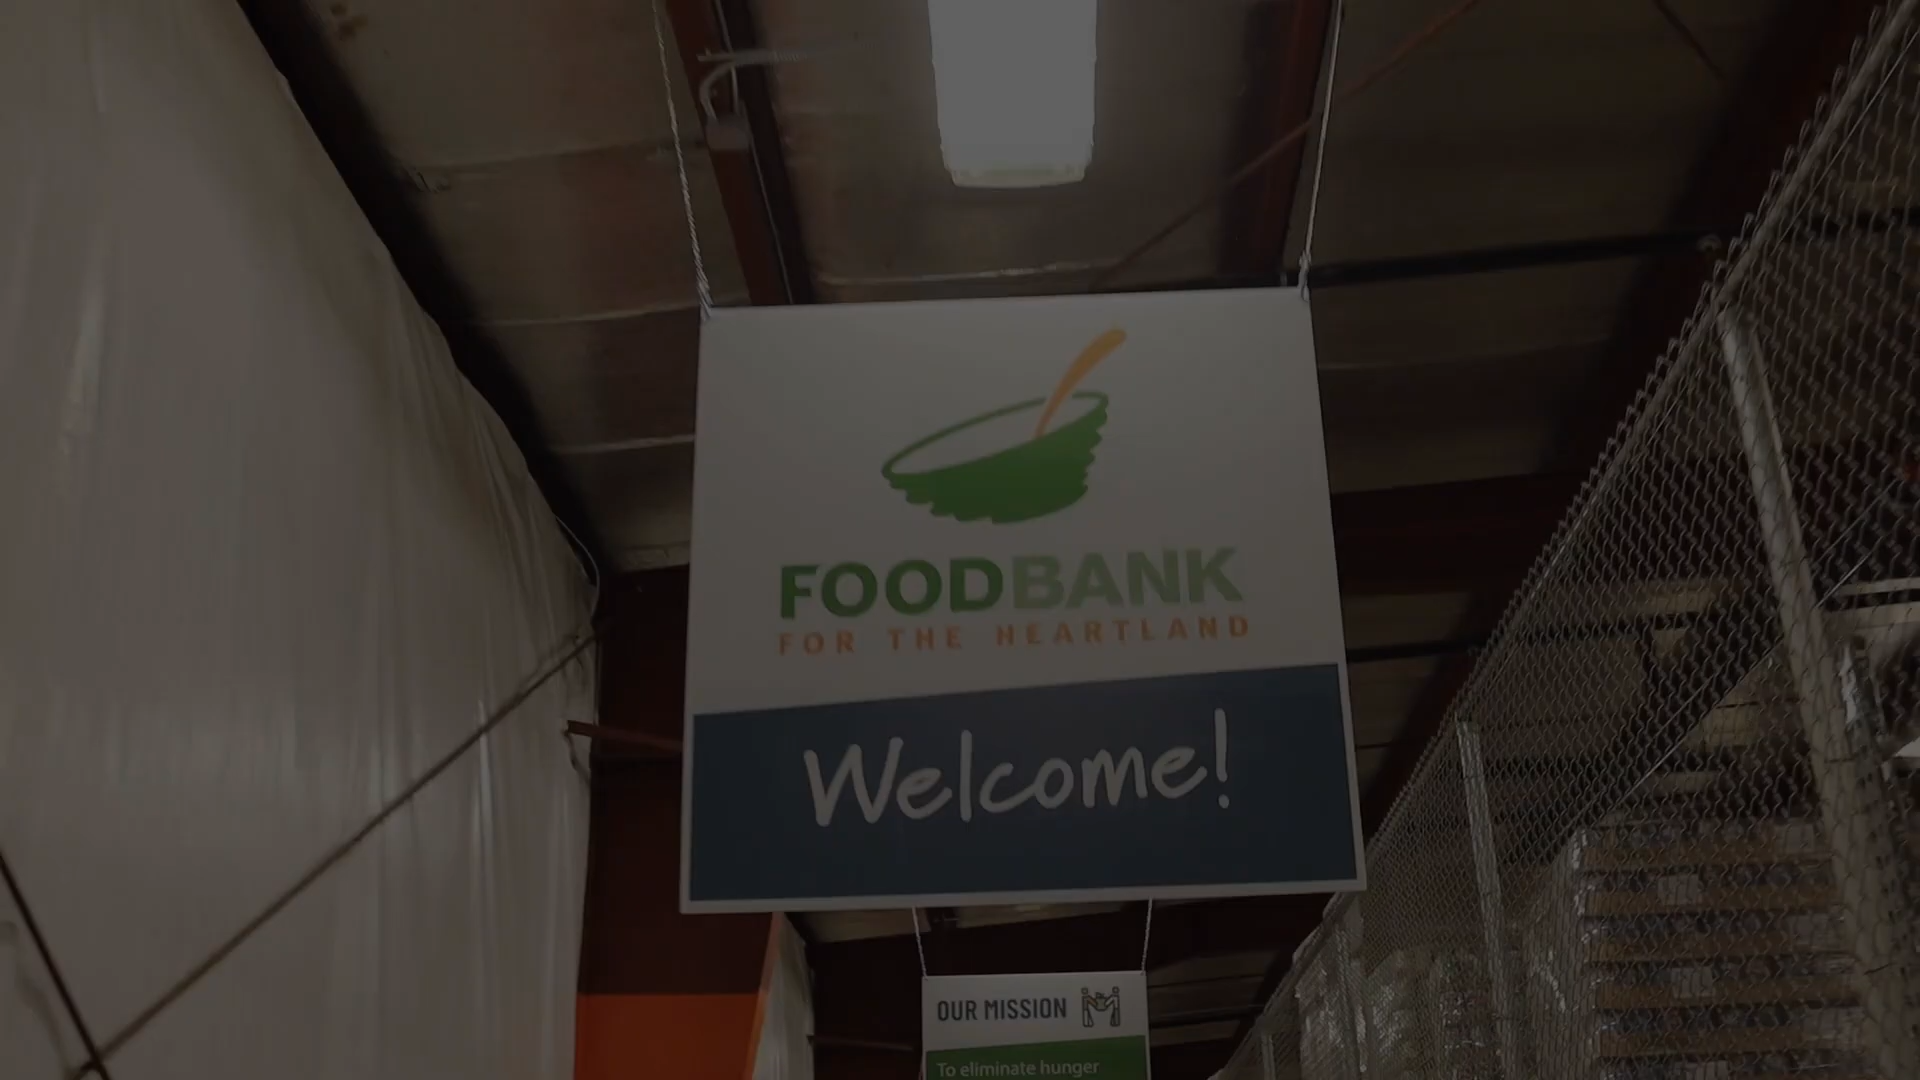 FOODBANK
FOR THE HEARTLAND
Welcome!
OUR MISSION
To eliminate hunger